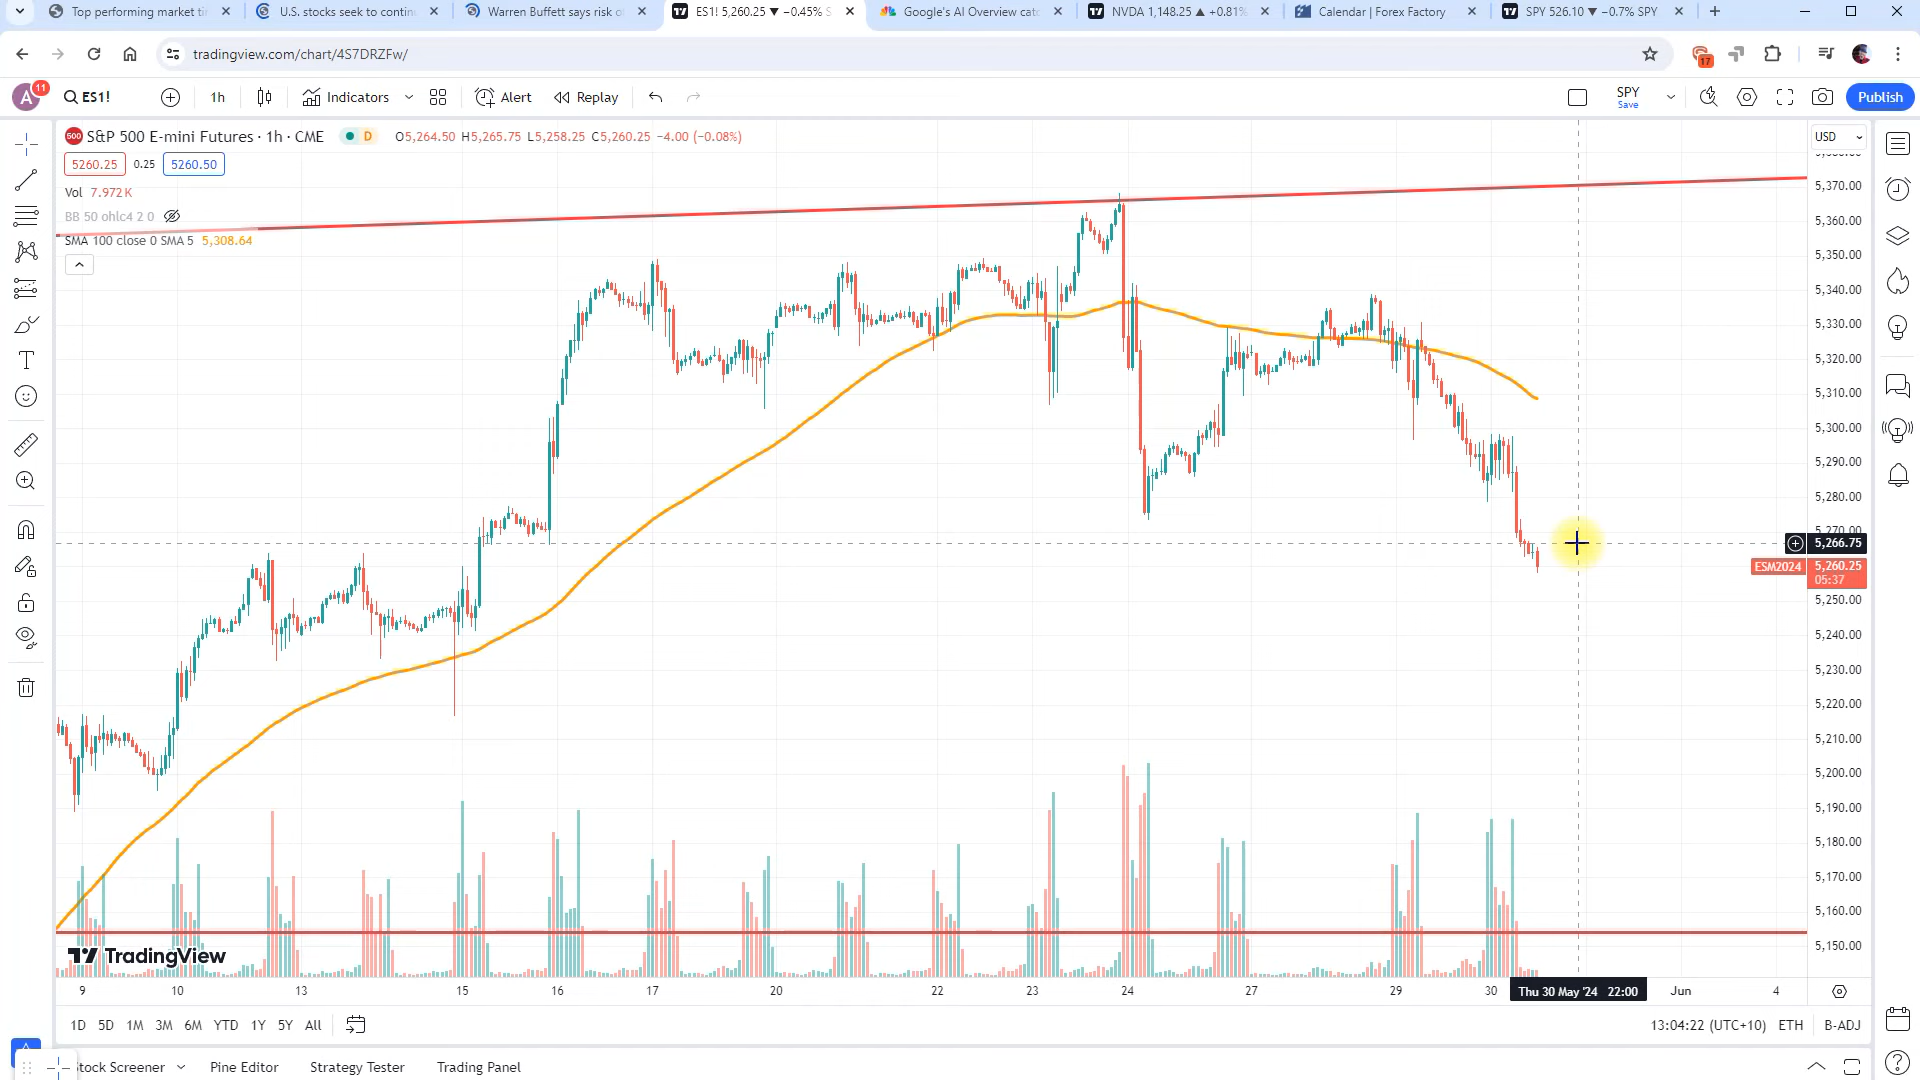 Top performing market ti
U.S. stocks seek to contin
Warren Buffett says risk o
ES1! 5,260.25 ▼ −0.45% S
Google's AI Overview cat
NVDA 1,148.25 ▲ +0.81%
Calendar | Forex Factory
SPY 526.10 ▼ −0.7% SPY
tradingview.com/chart/4S7DRZFw/
17
A
11
ES1!
1h
Indicators
Alert
Replay
SPY
Save
Publish
500
S&P 500 E-mini Futures · 1h · CME
D
O5,264.50 H5,265.75 L5,258.25 C5,260.25 −4.00 (−0.08%)
USD
5260.25
0.25
5260.50
Vol 7.972K
BB 50 ohlc4 2 0
SMA 100 close 0 SMA 5 5,308.64
5,370.00
5,360.00
5,350.00
5,340.00
5,330.00
5,320.00
5,310.00
5,300.00
5,290.00
5,280.00
5,270.00
5,266.75
ESM2024
5,260.25
05:37
5,250.00
5,240.00
5,230.00
5,220.00
5,210.00
5,200.00
5,190.00
5,180.00
5,170.00
5,160.00
5,150.00
TradingView
9
10
13
15
16
17
20
22
23
24
27
29
30
Thu 30 May '24 22:00
Jun
4
1D
5D
1M
3M
6M
YTD
1Y
5Y
All
13:04:22 (UTC+10)
ETH
B-ADJ
tock Screener
Pine Editor
Strategy Tester
Trading Panel